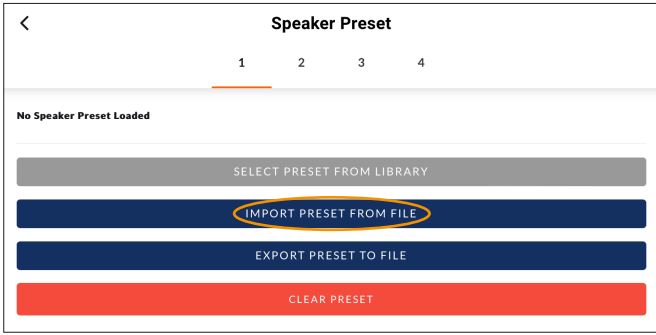 Speaker Preset
1 2 3 4
No Speaker Preset Loaded
SELECT PRESET FROM LIBRARY
IMPORT PRESET FROM FILE
EXPORT PRESET TO FILE
CLEAR PRESET